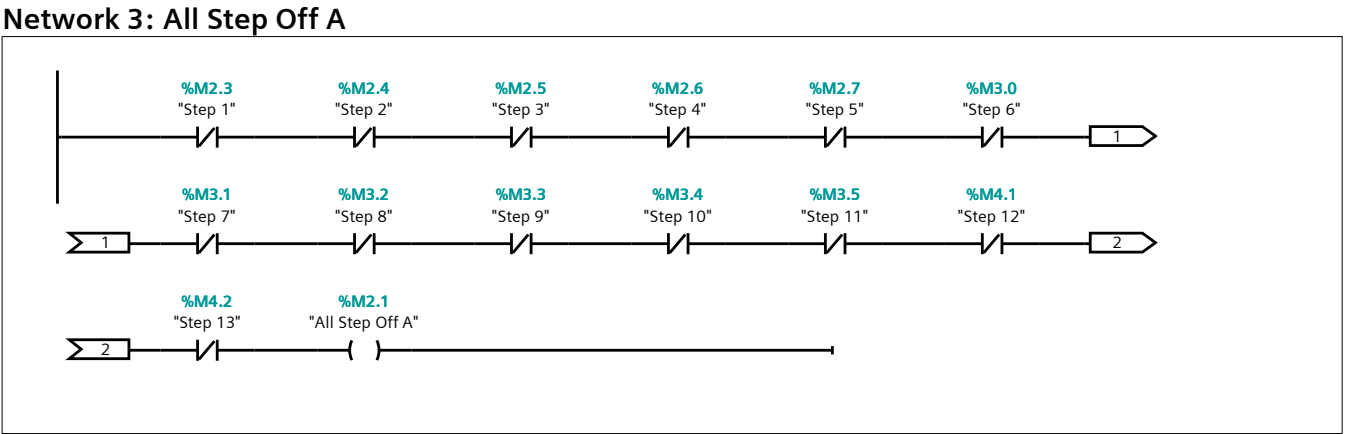 Network 3: All Step Off A
%M2.3 %M2.4 %M2.5 %M2.6 %M2.7 %M3.0
"Step 1" "Step 2" "Step 3" "Step 4" "Step 5" "Step 6"
1
%M3.1 %M3.2 %M3.3 %M3.4 %M3.5 %M4.1
"Step 7" "Step 8" "Step 9" "Step 10" "Step 11" "Step 12"
1 2
%M4.2 %M2.1
"Step 13" "All Step Off A"
2